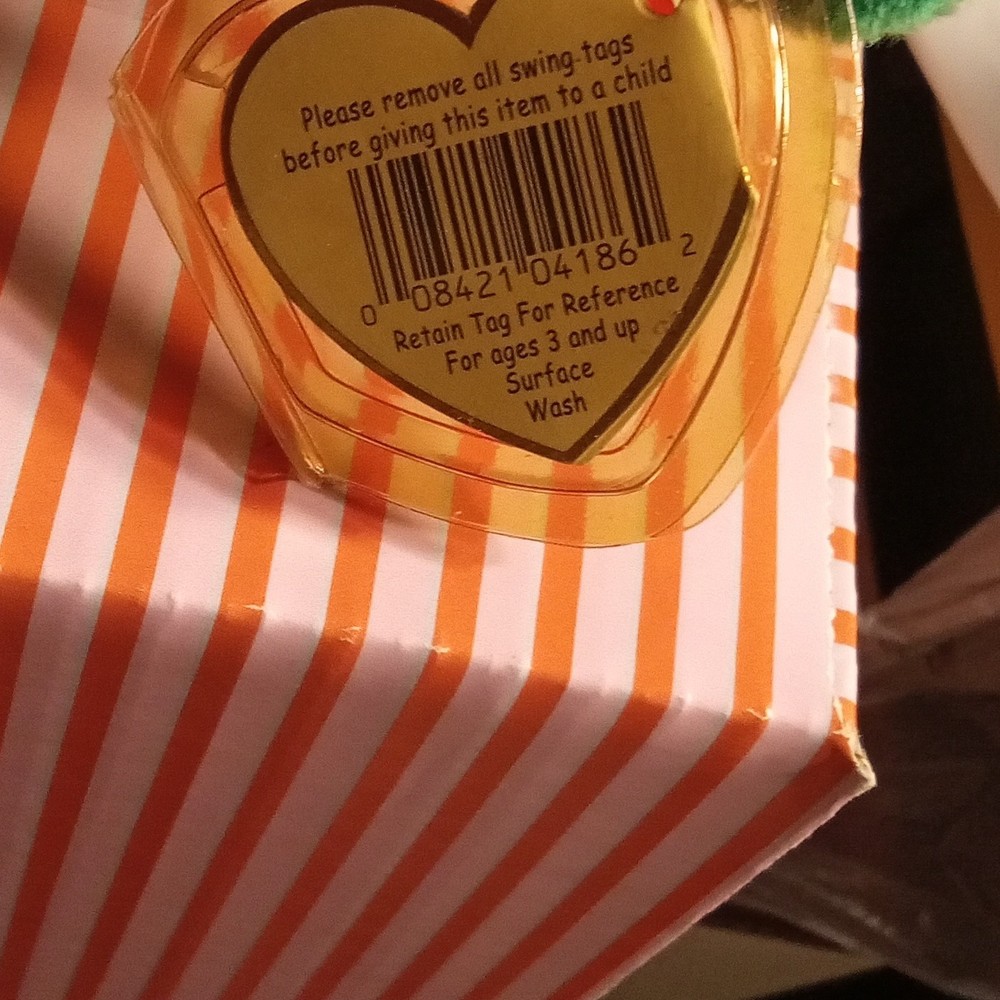 Please remove all swing-tags
before giving this item to a child
0 08421 04186 2
Retain Tag For Reference
For ages 3 and up
Surface
Wash